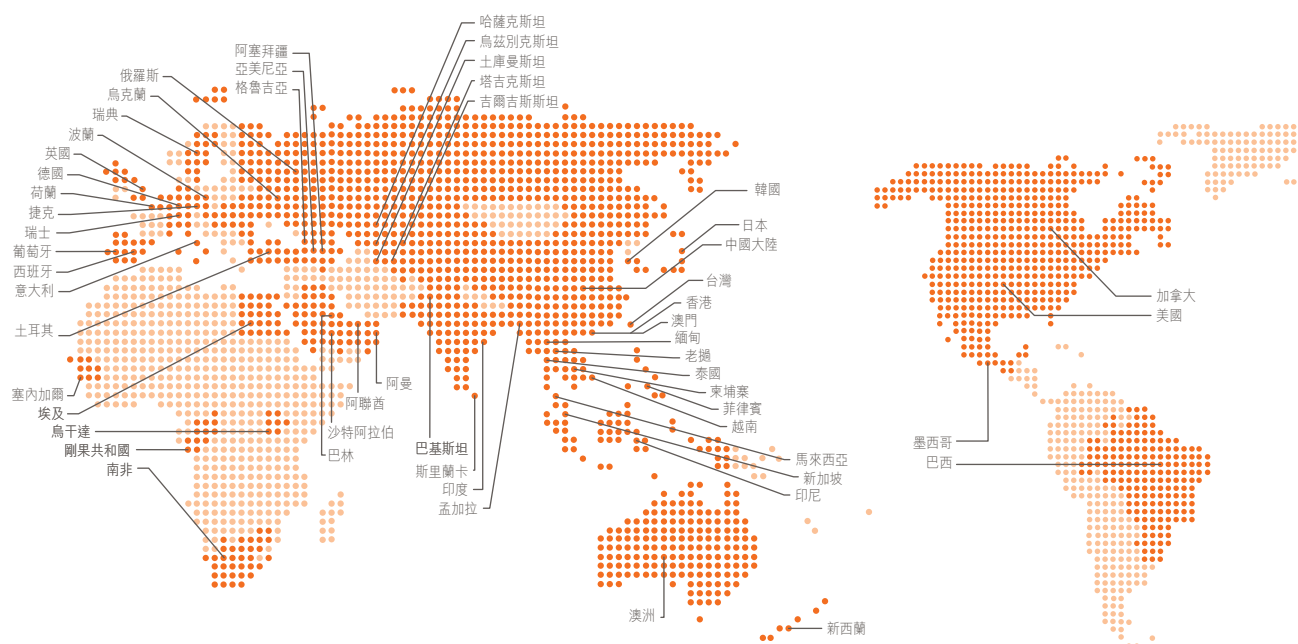 哈薩克斯坦
烏茲別克斯坦
土庫曼斯坦
塔吉克斯坦
吉爾吉斯斯坦
阿塞拜疆
亞美尼亞
格魯吉亞
俄羅斯
烏克蘭
瑞典
波蘭
英國
德國
荷蘭
捷克
瑞士
葡萄牙
西班牙
意大利
土耳其
塞內加爾
埃及
烏干達
剛果共和國
南非
阿曼
阿聯酋
沙特阿拉伯
巴林
巴基斯坦
斯里蘭卡
印度
孟加拉
韓國
日本
中國大陸
台灣
香港
澳門
緬甸
老撾
泰國
柬埔寨
菲律賓
越南
馬來西亞
新加坡
印尼
澳洲
新西蘭
加拿大
美國
墨西哥
巴西